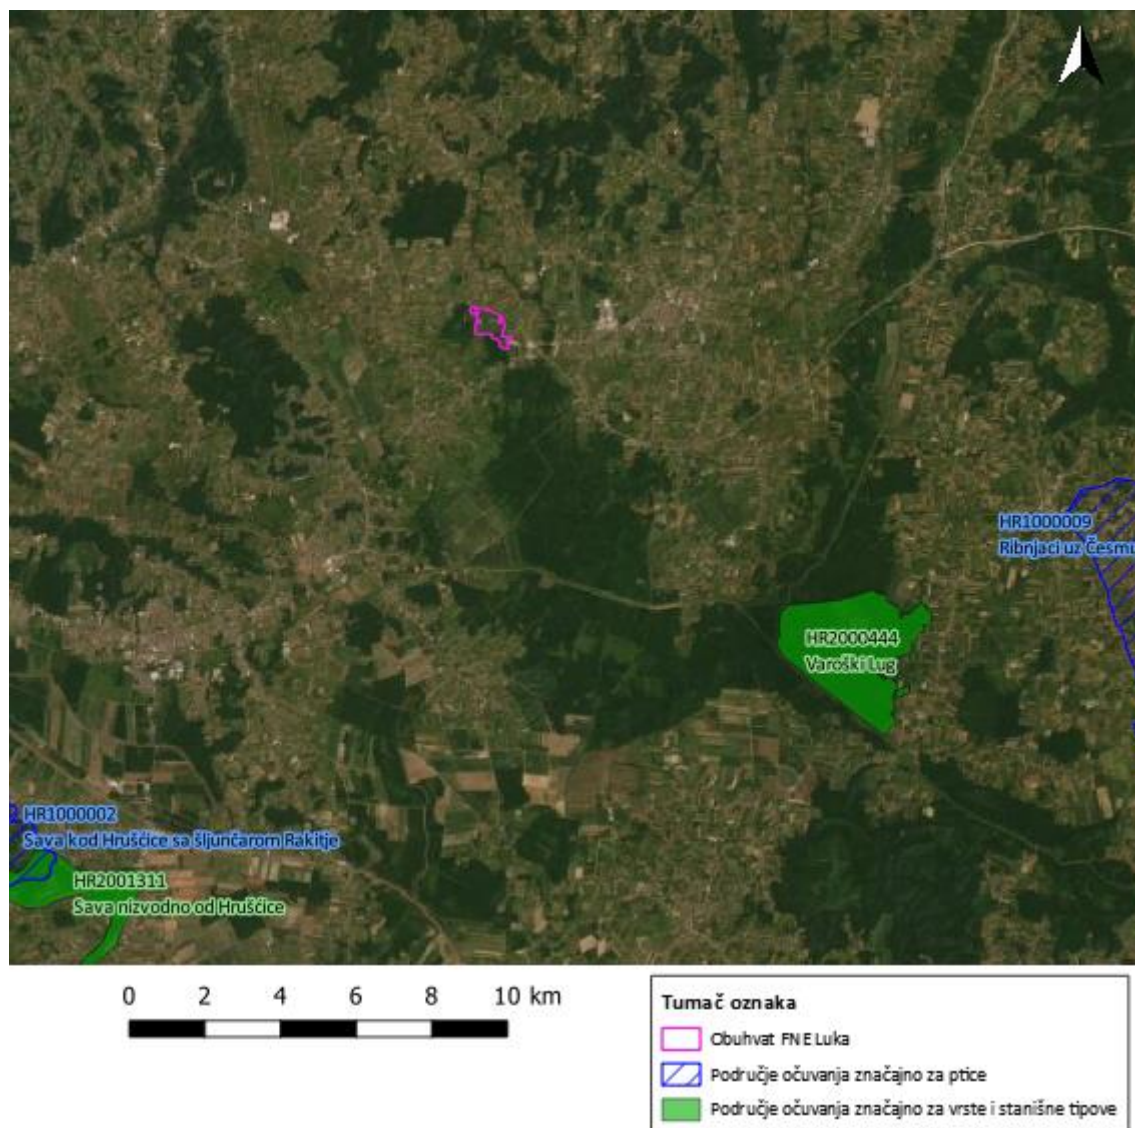 HR1000009
Ribnjaci uz Česmu
HR2000444
Varoški Lug
HR1000002
Sava kod Hrušćice sa šljunčarom Rakitje
HR2001311
Sava nizvodno od Hrušćice
0 2 4 6 8 10 km
Tumač oznaka
Obuhvat FNE Luka
Područje očuvanja značajno za ptice
Područje očuvanja značajno za vrste i stanišne tipove